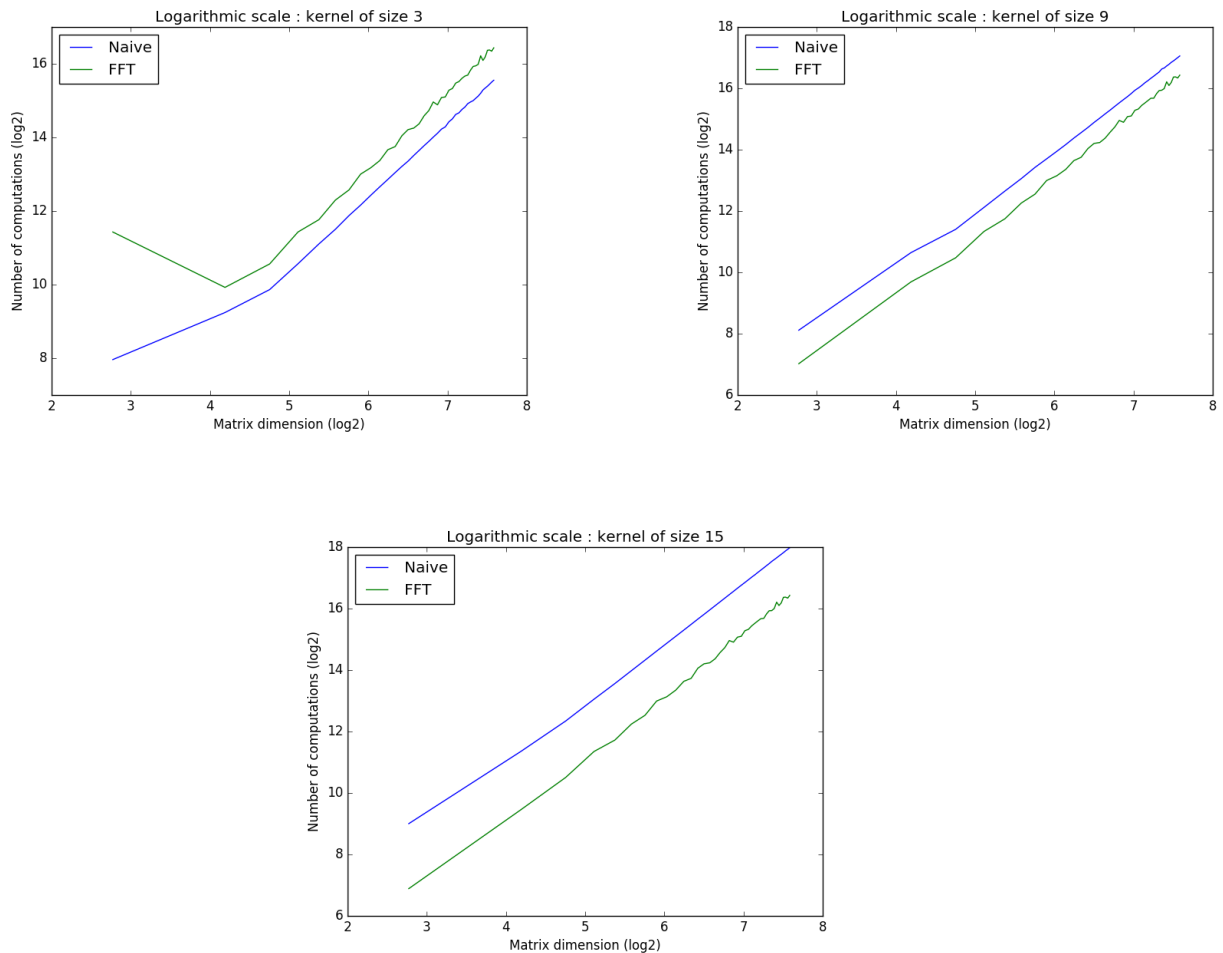 Logarithmic scale : kernel of size 3
Naive
FFT
Number of computations (log2)
16
14
12
10
8
2 3 4 5 6 7 8
Matrix dimension (log2)
Logarithmic scale : kernel of size 9
Naive
FFT
Number of computations (log2)
18
16
14
12
10
8
6
2 3 4 5 6 7 8
Matrix dimension (log2)
Logarithmic scale : kernel of size 15
Naive
FFT
Number of computations (log2)
18
16
14
12
10
8
6
2 3 4 5 6 7 8
Matrix dimension (log2)